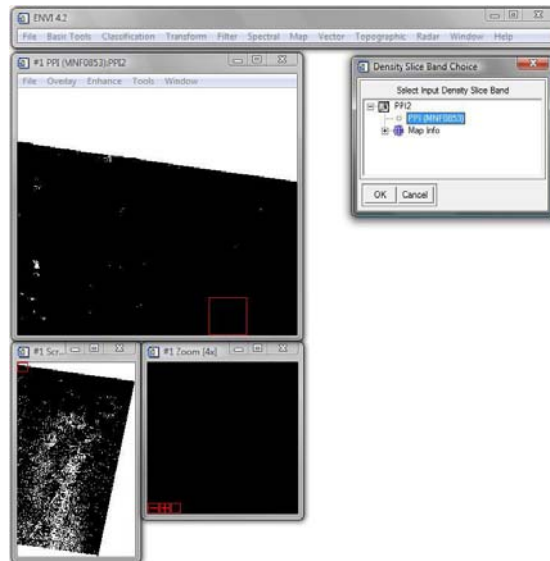 ENVI 4.2
File Basic Tools Classification Transform Filter Spectral Map Vector Topographic Radar Window Help
#1 PPI (MNF0853):PPI2
File Overlay Enhance Tools Window
Density Slice Band Choice
Select Input Density Slice Band
PPI2
PPI (MNF0853)
Map Info
OK Cancel
#1 Scr...
#1 Zoom [4x]